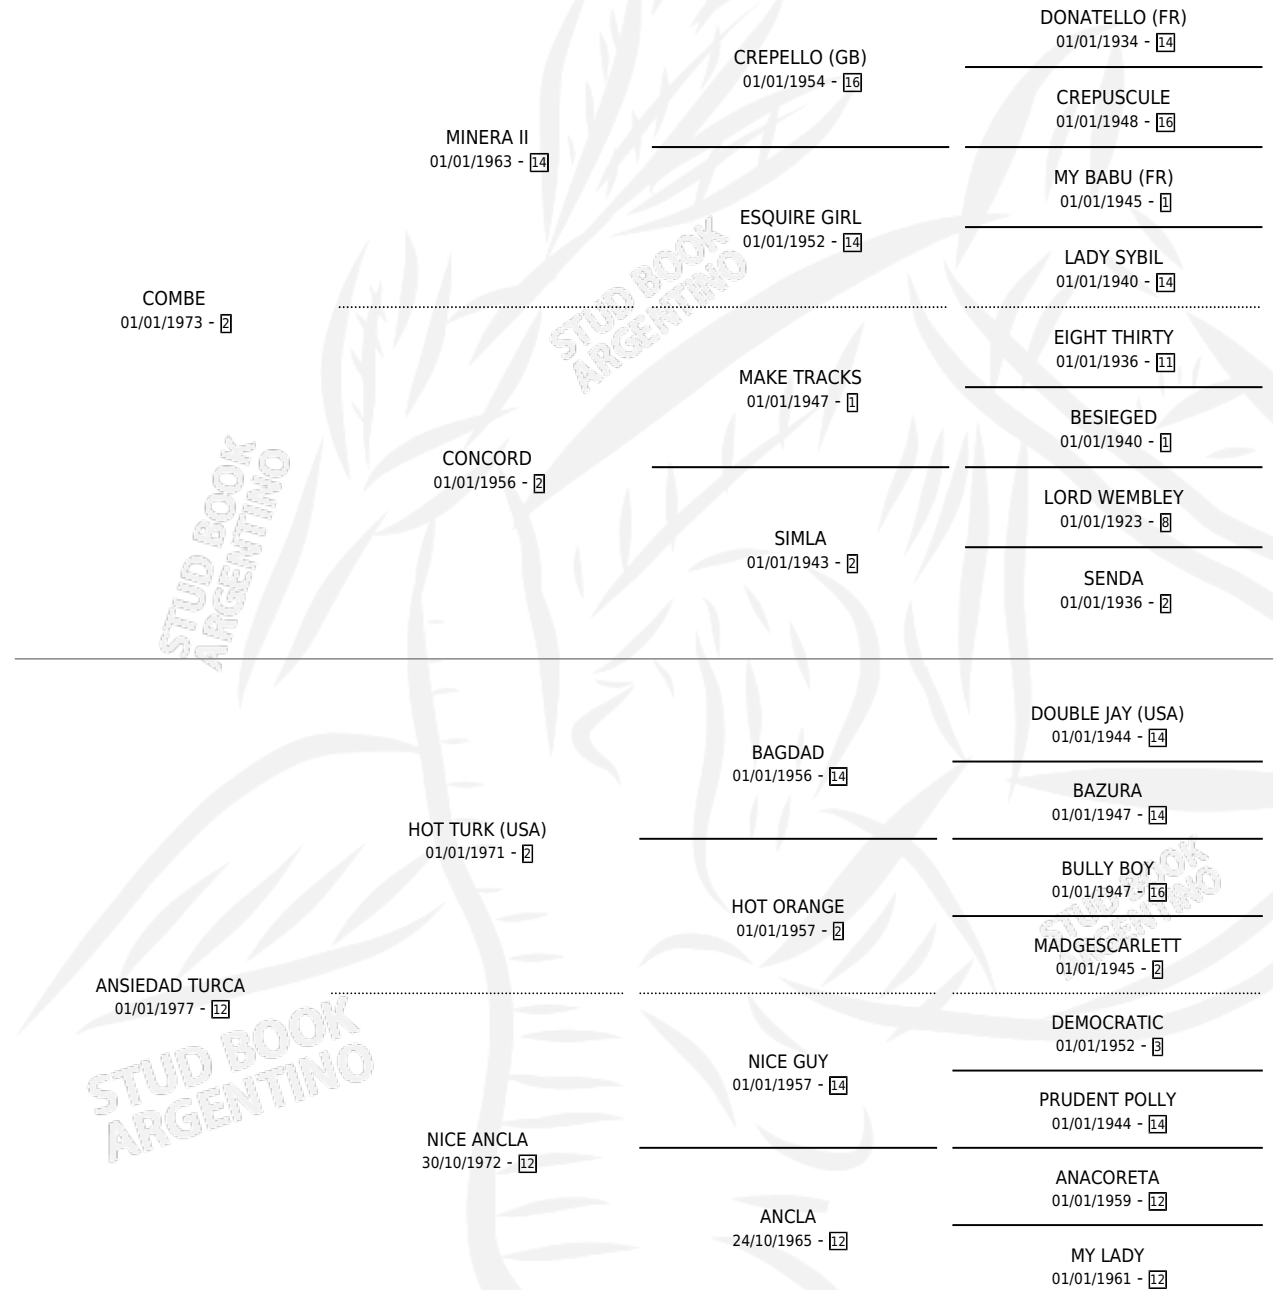 COMBE
01/01/1973 - 2
MINERA II
01/01/1963 - 14
CREPELLO (GB)
01/01/1954 - 16
DONATELLO (FR)
01/01/1934 - 14
CREPUSCULE
01/01/1948 - 16
ESQUIRE GIRL
01/01/1952 - 14
MY BABU (FR)
01/01/1945 - 1
LADY SYBIL
01/01/1940 - 14
CONCORD
01/01/1956 - 2
MAKE TRACKS
01/01/1947 - 1
EIGHT THIRTY
01/01/1936 - 11
BESIEGED
01/01/1940 - 1
SIMLA
01/01/1943 - 2
LORD WEMBLEY
01/01/1923 - 8
SENDA
01/01/1936 - 2
ANSIEDAD TURCA
01/01/1977 - 12
HOT TURK (USA)
01/01/1971 - 2
BAGDAD
01/01/1956 - 14
DOUBLE JAY (USA)
01/01/1944 - 14
BAZURA
01/01/1947 - 14
HOT ORANGE
01/01/1957 - 2
BULLY BOY
01/01/1947 - 16
MADGESCARLETT
01/01/1945 - 2
NICE ANCLA
30/10/1972 - 12
NICE GUY
01/01/1957 - 14
DEMOCRATIC
01/01/1952 - 3
PRUDENT POLLY
01/01/1944 - 14
ANCLA
24/10/1965 - 12
ANACORETA
01/01/1959 - 12
MY LADY
01/01/1961 - 12
STUD BOOK
ARGENTINO
STUD BOOK
ARGENTINO
STUD BOOK
ARGENTINO
STUD BOOK
ARGENTINO